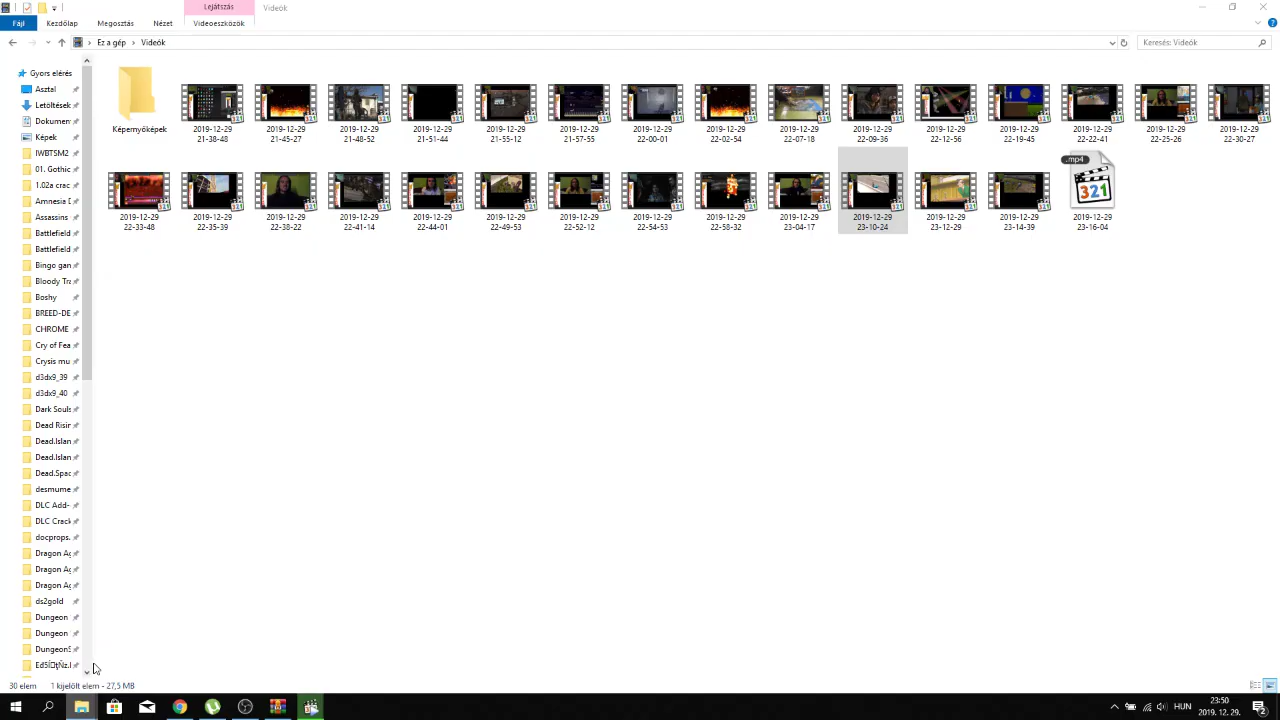 Lejátszás
Videók
Fájl
Kezdőlap
Megosztás
Nézet
Videoeszközök
Ez a gép
Videók
Keresés: Videók
Gyors elérés
Asztal
Letöltések
Dokumen
Képek
IWBTSM2
01. Gothic
1.02a crac
Amnesia
Assassins
Battlefield
Battlefield
Bingo gan
Bloody Tra
Boshy
BREED-DE
CHROME
Cry of Fea
Crysis mu
d3dx9_39
d3dx9_40
Dark Souls
Dead Risin
Dead.Islan
Dead.Islan
Dead.Spac
desmume
DLC Add-
DLC Crack
docprops.
Dragon Ag
Dragon Ag
Dragon Ag
ds2gold
Dungeon
Dungeon
DungeonS
Képernyőképek
2019-12-29
21-38-48
2019-12-29
21-45-27
2019-12-29
21-48-52
2019-12-29
21-51-44
2019-12-29
21-55-12
2019-12-29
21-57-55
2019-12-29
22-00-01
2019-12-29
22-02-54
2019-12-29
22-07-18
2019-12-29
22-09-36
2019-12-29
22-12-56
2019-12-29
22-19-45
2019-12-29
22-22-41
2019-12-29
22-25-26
2019-12-29
22-30-27
2019-12-29
22-33-48
2019-12-29
22-35-39
2019-12-29
22-38-22
2019-12-29
22-41-14
2019-12-29
22-44-01
2019-12-29
22-49-53
2019-12-29
22-52-12
2019-12-29
22-54-53
2019-12-29
22-58-32
2019-12-29
23-04-17
2019-12-29
23-10-24
2019-12-29
23-12-29
2019-12-29
23-14-39
.mp4
321
2019-12-29
23-16-04
30 elem
1 kijelölt elem - 27,5 MB
HUN
23:50
2019. 12. 29.
2